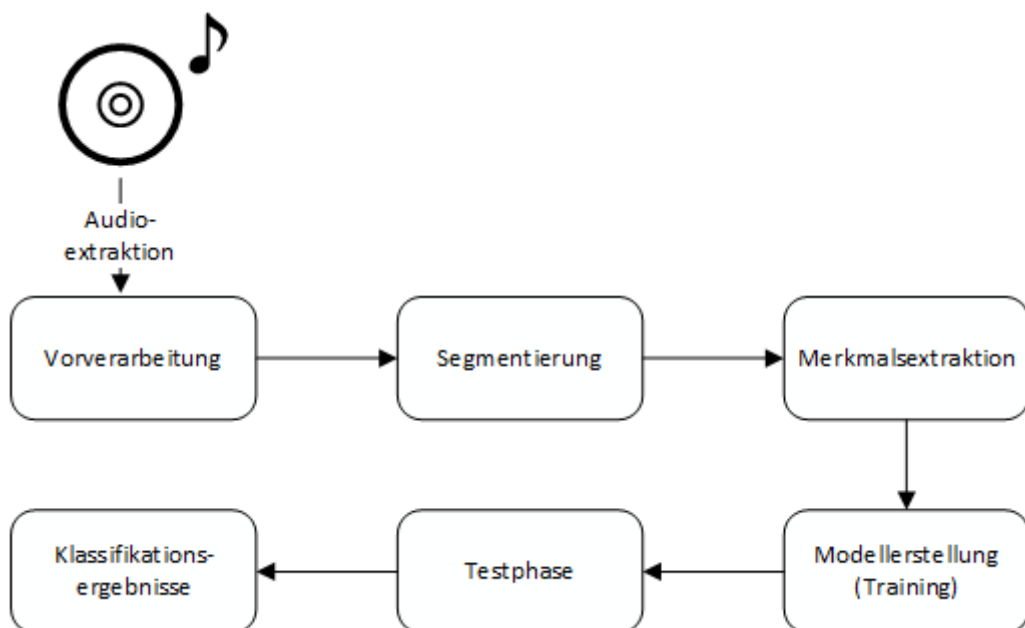 Audio-
extraktion
Vorverarbeitung
Segmentierung
Merkmalsextraktion
Klassifikations-
ergebnisse
Testphase
Modellerstellung
(Training)